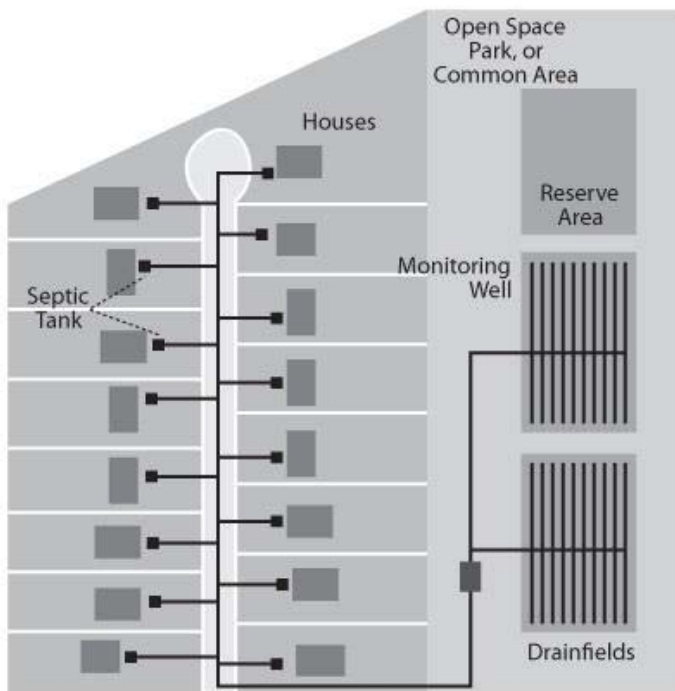 Open Space
Park, or
Common Area
Houses
Reserve
Area
Monitoring
Well
Septic
Tank
Drainfields